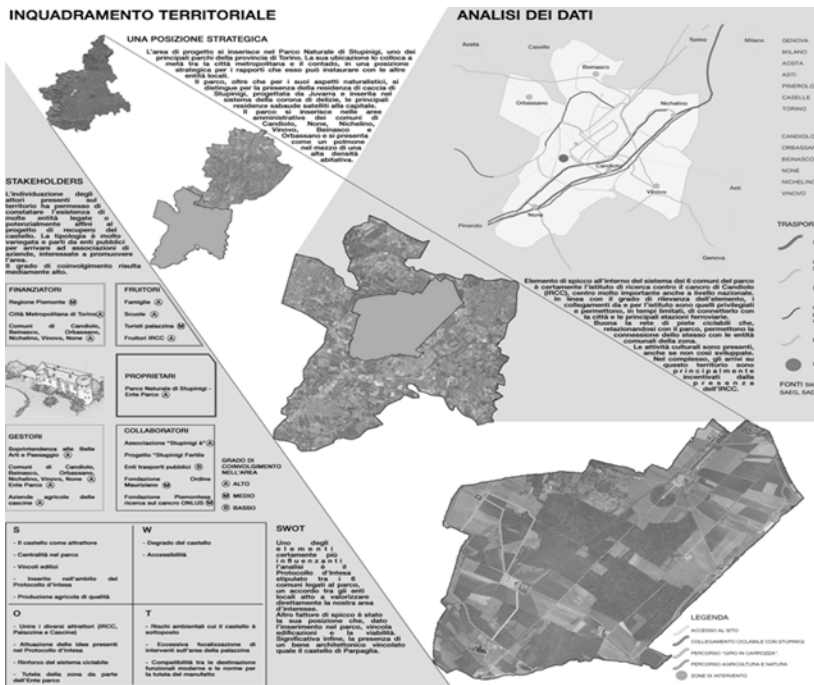 INQUADRAMENTO TERRITORIALE
UNA POSIZIONE STRATEGICA
L'area di progetto si inserisce nel Parco Naturale di Stupinigi, uno dei
principali parchi della provincia di Torino. La sua ubicazione lo colloca a
metà tra la città metropolitana e il contado, in una posizione
strategica per i rapporti che esso può instaurare con le altre
entità locali.
Il parco, oltre che per i suoi aspetti naturalistici, si
distingue per la presenza della residenza di caccia di
Stupinigi, progettata da Juvarra e inserita nel
sistema della corona di delizie, le principali
residenze sabaude satelliti alla capitale.
Il parco si inserisce nelle aree
amministrative dei comuni di
Candiolo, None, Nichelino,
Vinovo, Beinasco e
Orbassano e si presenta
come un polmone
nel mezzo di una
alta densità
abitativa.
STAKEHOLDERS
L'individuazione degli
attori presenti sul
territorio ha permesso di
constatare l'esistenza di
molte entità legate o
potenzialmente affini al
progetto di recupero del
castello. La tipologia è molto
variegata e parti da enti pubblici
per arrivare ad associazioni di
aziende, interessate a promuovere
l'area.
Il grado di coinvolgimento risulta
mediamente alto.
FINANZIATORI
Regione Piemonte M
Città Metropolitana di Torino A
Comuni di Candiolo,
Beinasco, Orbassano,
Nichelino, Vinovo, None A
FRUITORI
Famiglie A
Scuole A
Turisti palazzina M
Fruitori IRCC A
PROPRIETARI
Parco Naturale di Stupinigi -
Ente Parco A
GESTORI
Soprintendenza alle Belle
Arti e Paesaggio A
Comuni di Candiolo,
Beinasco, Orbassano,
Nichelino, Vinovo, None A
Ente Parco A
Aziende agricole delle
cascine A
COLLABORATORI
Associazione "Stupinigi è" A
Progetto "Stupinigi Fertile
Enti trasporti pubblici B
Fondazione Ordine
Mauriziano M
Fondazione Piemontese
ricerca sul cancro ONLUS M
GRADO DI
COINVOLGIMENTO
NELL'AREA
A ALTO
M MEDIO
B BASSO
S
- Il castello come attrattore
- Centralità nel parco
- Vincoli edilizi
- Inserito nell'ambito del
Protocollo d'Intesa
- Produzione agricola di qualità
W
- Degrado del castello
- Accessibilità
O
- Unire i diversi attrattori (IRCC,
Palazzina e Cascine)
- Attuazione delle idee presenti
nel Protocollo d'Intesa
- Rinforzo del sistema ciclabile
- Tutela della zona da parte
dell'Ente parco
T
- Rischi ambientali cui il castello è
sottoposto
- Eccessiva focalizzazione di
interventi sull'area della palazzina
- Compatibilità tra le destinazione
funzionali moderne e le norme per
la tutela del manufatto
SWOT
Uno degli
elementi
certamente più
influenzanti
l'analisi è il
Protocollo d'Intesa
stipulato tra i 6
comuni legati al parco,
un accordo tra gli enti
locali atto a valorizzare
direttamente la nostra area
d'interesse.
Altro fattore di spicco è stato
la sua posizione che, dato
l'inserimento nel parco, vincola
edificazioni e la viabilità.
Significativa infine, la presenza di
un bene architettonico vincolato
quale il castello di Parpaglia.
ANALISI DEI DATI
Aosta
Caselle
Torino
Milano
Beinasco
Orbassano
Nichelino
Candiolo
Vinovo
Asti
None
Pinerolo
Genova
GENOVA
MILANO
AOSTA
ASTI
PINEROLO
CASELLE
TORINO
CANDIOLO
ORBASSAN
BEINASCO
NONE
NICHELINO
VINOVO
TRASPOR
FONTI
SAEG, SAD
Elemento di spicco all'interno del sistema dei 6 comuni del parco
è certamente l'istituto di ricerca contro il cancro di Candiolo
(IRCC), centro molto importante anche a livello nazionale.
In linea con il grado di rilevanza dell'elemento, i
collegamenti da e per l'istituto sono quelli privilegiati
e permettono, in tempi limitati, di connetterlo con
la città e le principali stazioni ferroviarie.
Buona la rete di piste ciclabili che,
relazionandosi con il parco, permettono la
connessione dello stesso con le entità
comunali della zona.
Le attività culturali sono presenti,
anche se non così sviluppate.
Nel complesso, gli arrivi su
questo territorio sono
principalmente
incentivati dalla
presenza
dell'IRCC.
LEGENDA
ACCESSO AL SITO
COLLEGAMENTO CICLABILE CON STUPINIGI
PERCORSO "GIRO IN CARROZZA"
PERCORSO AGRICOLTURA E NATURA
ZONE DI INTERVENTO